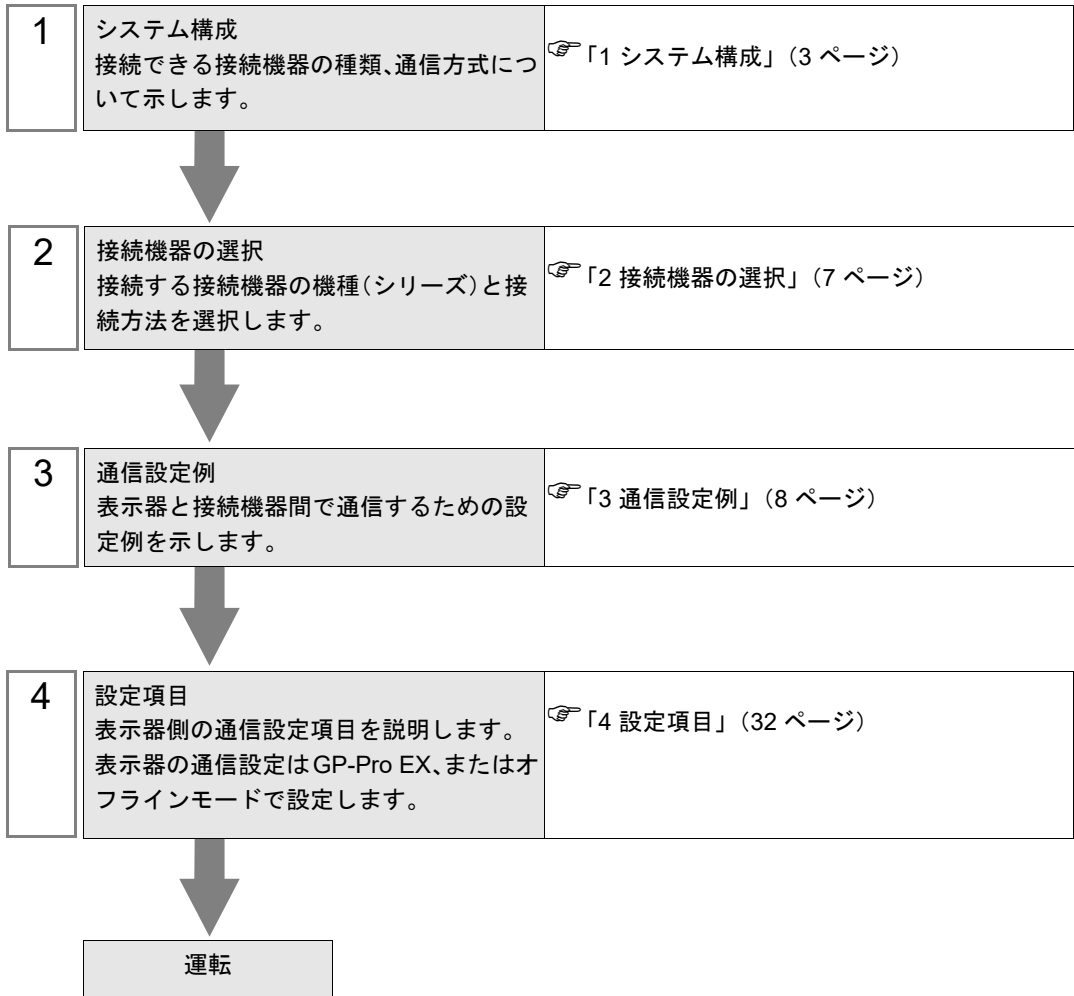 1
システム構成
接続できる接続機器の種類、通信方式につ
いて示します。
☞「1 システム構成」（3 ページ）
2
接続機器の選択
接続する接続機器の機種（シリーズ）と接
続方法を選択します。
☞「2 接続機器の選択」（7 ページ）
3
通信設定例
表示器と接続機器間で通信するための設
定例を示します。
☞「3 通信設定例」（8 ページ）
4
設定項目
表示器側の通信設定項目を説明します。
表示器の通信設定はGP-Pro EX、またはオ
フラインモードで設定します。
☞「4 設定項目」（32 ページ）
運転